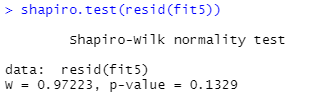 > shapiro.test(resid(fit5))
Shapiro-Wilk normality test
data:  resid(fit5)
W = 0.97223, p-value = 0.1329